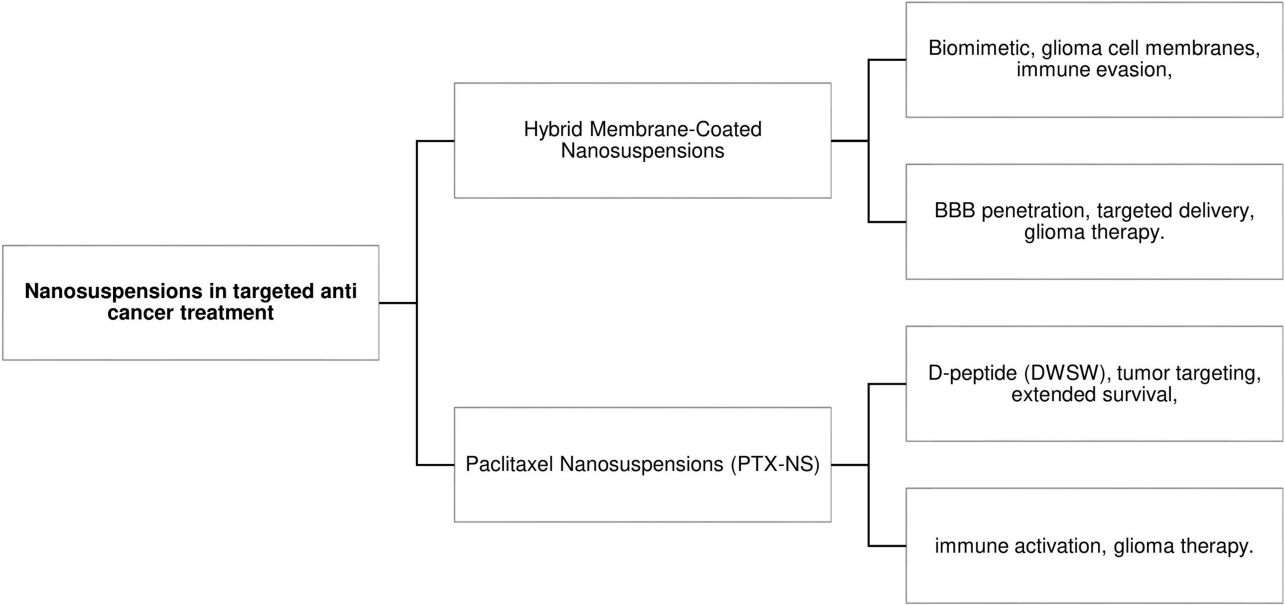 Nanosuspensions in targeted anti
cancer treatment
Hybrid Membrane-Coated
Nanosuspensions
Biomimetic, glioma cell membranes,
immune evasion,
BBB penetration, targeted delivery,
glioma therapy.
Paclitaxel Nanosuspensions (PTX-NS)
D-peptide (DWSW), tumor targeting,
extended survival,
immune activation, glioma therapy.